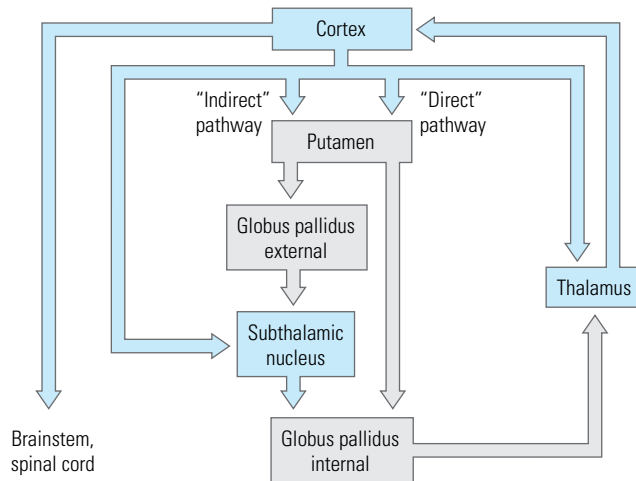 Cortex
“Indirect”
pathway
“Direct”
pathway
Putamen
Globus pallidus
external
Thalamus
Subthalamic
nucleus
Brainstem,
spinal cord
Globus pallidus
internal